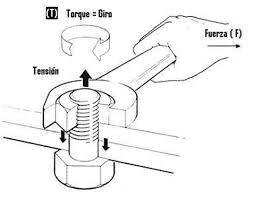 (T) Torque = Giro
Fuerza ( F )
Tensión